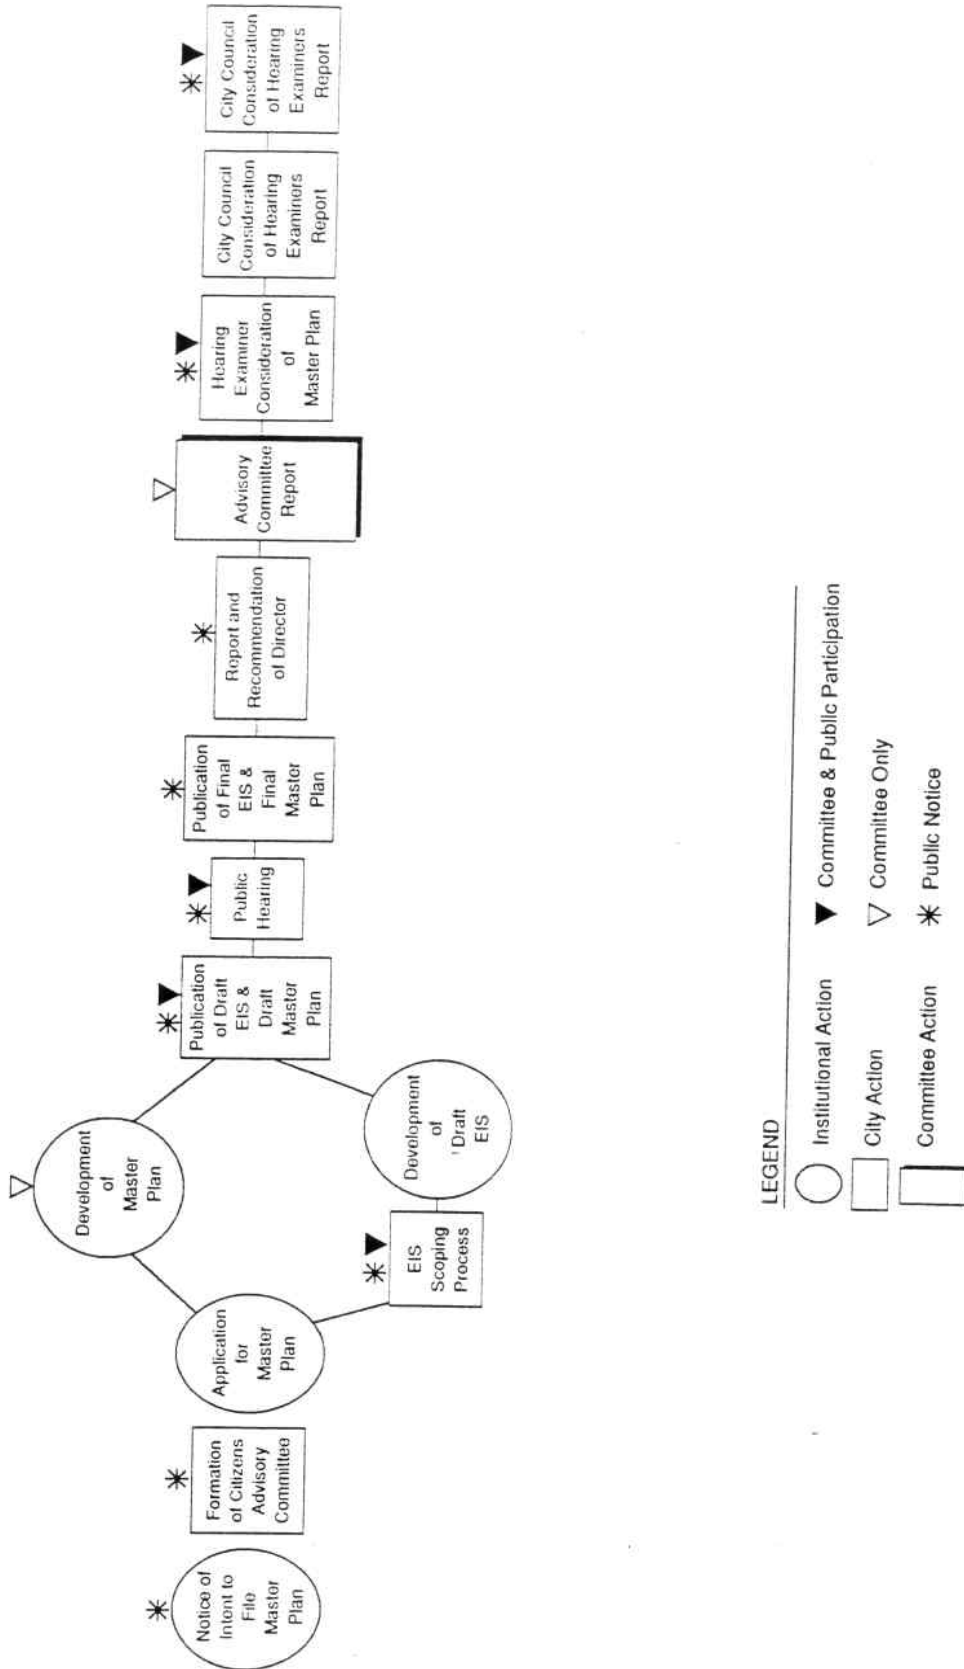 Notice of
Intent to
File
Master
Plan
Formation
of Citizens
Advisory
Committee
Application
for
Master
Plan
Development
of
Master
Plan
EIS
Scoping
Process
Development
of
Draft
EIS
Publication
of Draft
EIS &
Draft
Master
Plan
Public
Hearing
Publication
of Final
EIS &
Final
Master
Plan
Report and
Recommendation
of Director
Advisory
Committee
Report
Hearing
Examiner
Consideration
of
Master Plan
City Council
Consideration
of Hearing
Examiners
Report
City Council
Consideration
of Hearing
Examiners
Report
LEGEND
Institutional Action
City Action
Committee Action
Committee & Public Participation
Committee Only
Public Notice